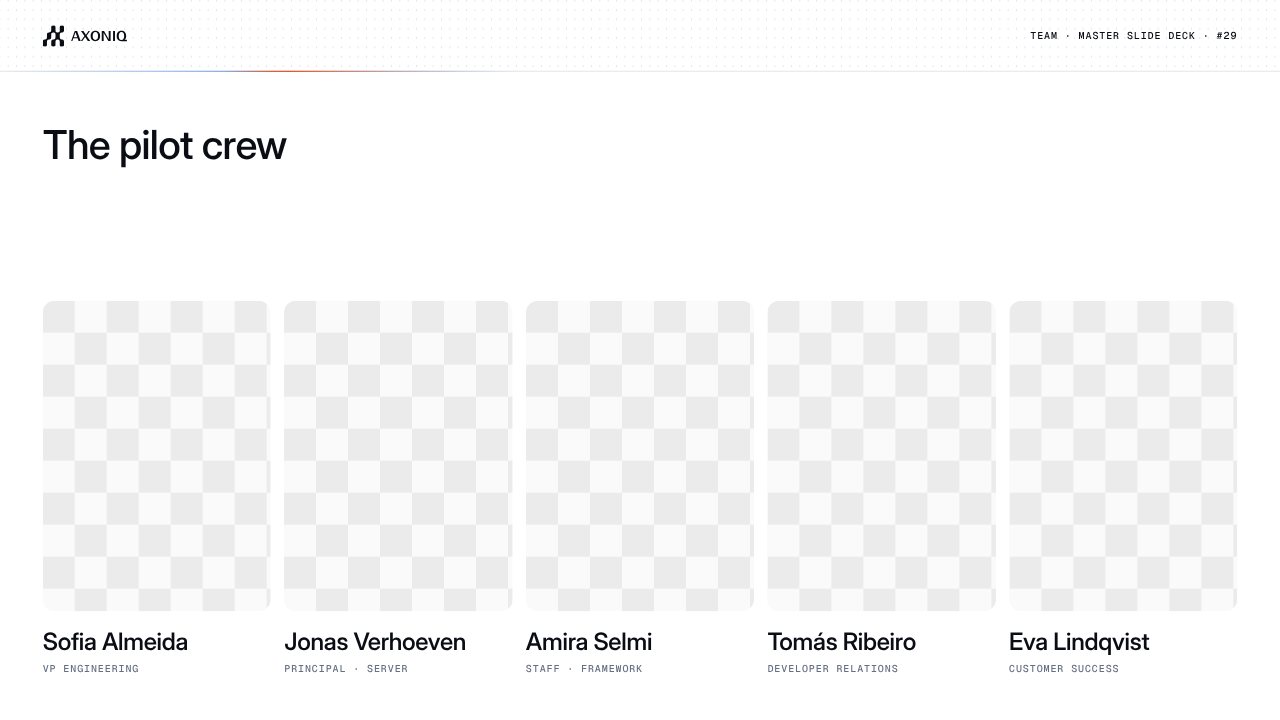 AXONIQ
TEAM · MASTER SLIDE DECK · #29
The pilot crew
Sofia Almeida
VP ENGINEERING
Jonas Verhoeven
PRINCIPAL · SERVER
Amira Selmi
STAFF · FRAMEWORK
Tomás Ribeiro
DEVELOPER RELATIONS
Eva Lindqvist
CUSTOMER SUCCESS